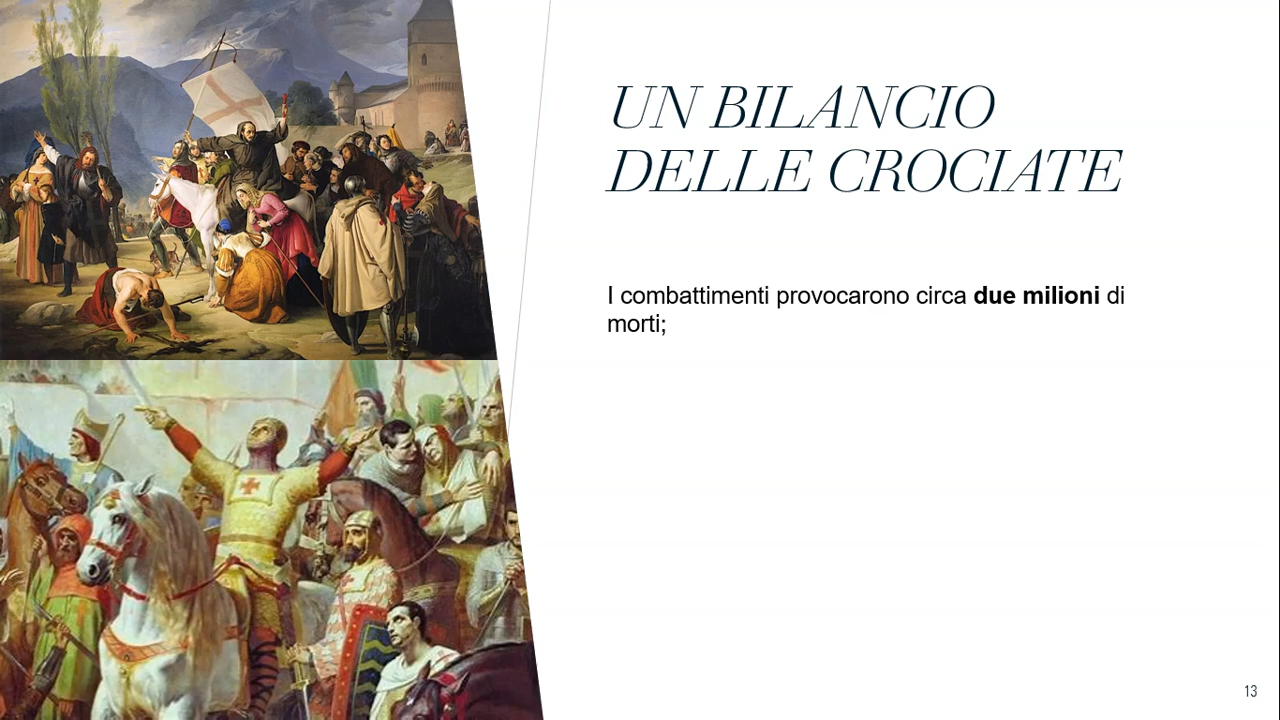 UN BILANCIO
DELLE CROCIATE
I combattimenti provocarono circa due milioni di
morti;
13